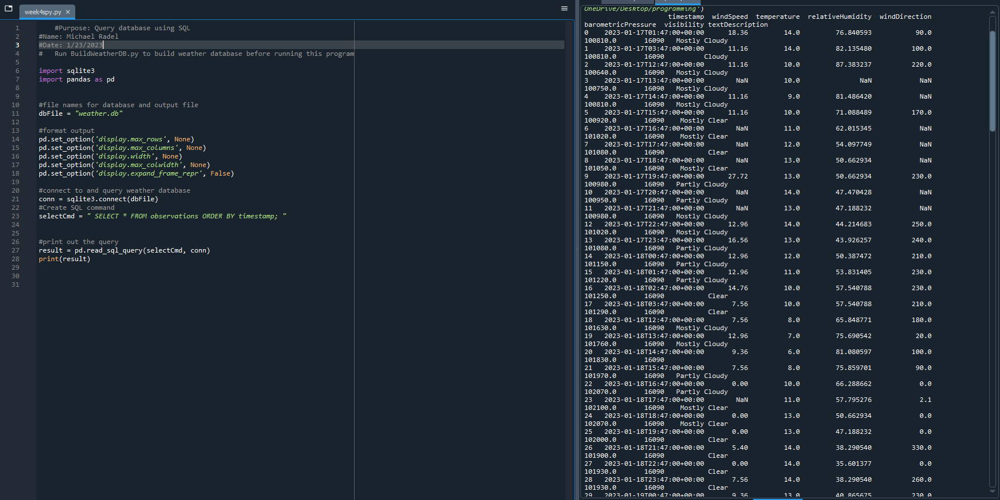 week4spy.py ×
1 #Purpose: Query database using SQL
2 #Name: Michael Radel
3 #Date: 1/23/2023
4 # Run BuildWeatherDB.py to build weather database before running this program
5
6 import sqlite3
7 import pandas as pd
8
9
10 #file names for database and output file
11 dbFile = "weather.db"
12
13 #format output
14 pd.set_option('display.max_rows', None)
15 pd.set_option('display.max_columns', None)
16 pd.set_option('display.width', None)
17 pd.set_option('display.max_colwidth', None)
18 pd.set_option('display.expand_frame_repr', False)
19
20 #connect to and query weather database
21 conn = sqlite3.connect(dbFile)
22 #Create SQL command
23 selectCmd = " SELECT * FROM observations ORDER BY timestamp; "
24
25
26 #print out the query
27 result = pd.read_sql_query(selectCmd, conn)
28 print(result)
29
30
31
OneDrive/Desktop/programming')
timestamp windSpeed temperature relativeHumidity windDirection
barometricPressure visibility textDescription
0 2023-01-17T01:47:00+00:00 18.36 14.0 76.840593 90.0
100810.0 16090 Mostly Cloudy
1 2023-01-17T03:47:00+00:00 11.16 14.0 82.135480 100.0
100810.0 16090 Cloudy
2 2023-01-17T12:47:00+00:00 11.16 10.0 87.383237 220.0
100640.0 16090 Mostly Cloudy
3 2023-01-17T13:47:00+00:00 NaN 10.0 NaN NaN
100750.0 16090 Mostly Cloudy
4 2023-01-17T14:47:00+00:00 11.16 9.0 81.486420 NaN
100810.0 16090 Mostly Cloudy
5 2023-01-17T15:47:00+00:00 11.16 10.0 71.088489 170.0
100920.0 16090 Mostly Clear
6 2023-01-17T16:47:00+00:00 NaN 11.0 62.015345 NaN
101020.0 16090 Mostly Clear
7 2023-01-17T17:47:00+00:00 NaN 12.0 54.097749 NaN
101080.0 16090 Clear
8 2023-01-17T18:47:00+00:00 NaN 13.0 50.662934 NaN
101050.0 16090 Mostly Clear
9 2023-01-17T19:47:00+00:00 27.72 13.0 50.662934 230.0
100980.0 16090 Partly Cloudy
10 2023-01-17T20:47:00+00:00 NaN 14.0 47.470428 NaN
100950.0 16090 Partly Cloudy
11 2023-01-17T21:47:00+00:00 NaN 13.0 47.188232 NaN
100980.0 16090 Mostly Cloudy
12 2023-01-17T22:47:00+00:00 12.96 14.0 44.214683 250.0
101020.0 16090 Mostly Cloudy
13 2023-01-17T23:47:00+00:00 16.56 13.0 43.926257 240.0
101080.0 16090 Partly Cloudy
14 2023-01-18T00:47:00+00:00 12.96 12.0 50.387472 210.0
101150.0 16090 Partly Cloudy
15 2023-01-18T01:47:00+00:00 12.96 11.0 53.831405 230.0
101220.0 16090 Partly Cloudy
16 2023-01-18T02:47:00+00:00 14.76 10.0 57.540788 230.0
101250.0 16090 Clear
17 2023-01-18T03:47:00+00:00 7.56 10.0 57.540788 210.0
101290.0 16090 Clear
18 2023-01-18T12:47:00+00:00 7.56 8.0 65.848771 180.0
101630.0 16090 Mostly Cloudy
19 2023-01-18T13:47:00+00:00 12.96 7.0 75.690542 20.0
101760.0 16090 Mostly Cloudy
20 2023-01-18T14:47:00+00:00 9.36 6.0 81.080597 100.0
101830.0 16090
21 2023-01-18T15:47:00+00:00 7.56 8.0 75.859701 90.0
101970.0 16090 Partly Cloudy
22 2023-01-18T16:47:00+00:00 0.00 10.0 66.288662 0.0
102070.0 16090 Partly Cloudy
23 2023-01-18T17:47:00+00:00 NaN 11.0 57.795276 2.1
102100.0 16090 Mostly Clear
24 2023-01-18T18:47:00+00:00 0.00 13.0 50.662934 0.0
102070.0 16090 Mostly Clear
25 2023-01-18T19:47:00+00:00 0.00 13.0 47.188232 0.0
102000.0 16090 Clear
26 2023-01-18T21:47:00+00:00 5.40 14.0 38.290540 330.0
101900.0 16090 Clear
27 2023-01-18T22:47:00+00:00 0.00 14.0 35.601377 0.0
101930.0 16090 Clear
28 2023-01-18T23:47:00+00:00 7.56 14.0 38.290540 260.0
101930.0 16090 Clear
29 2023-01-19T00:47:00+00:00 9.36 13.0 40.865675 230.0